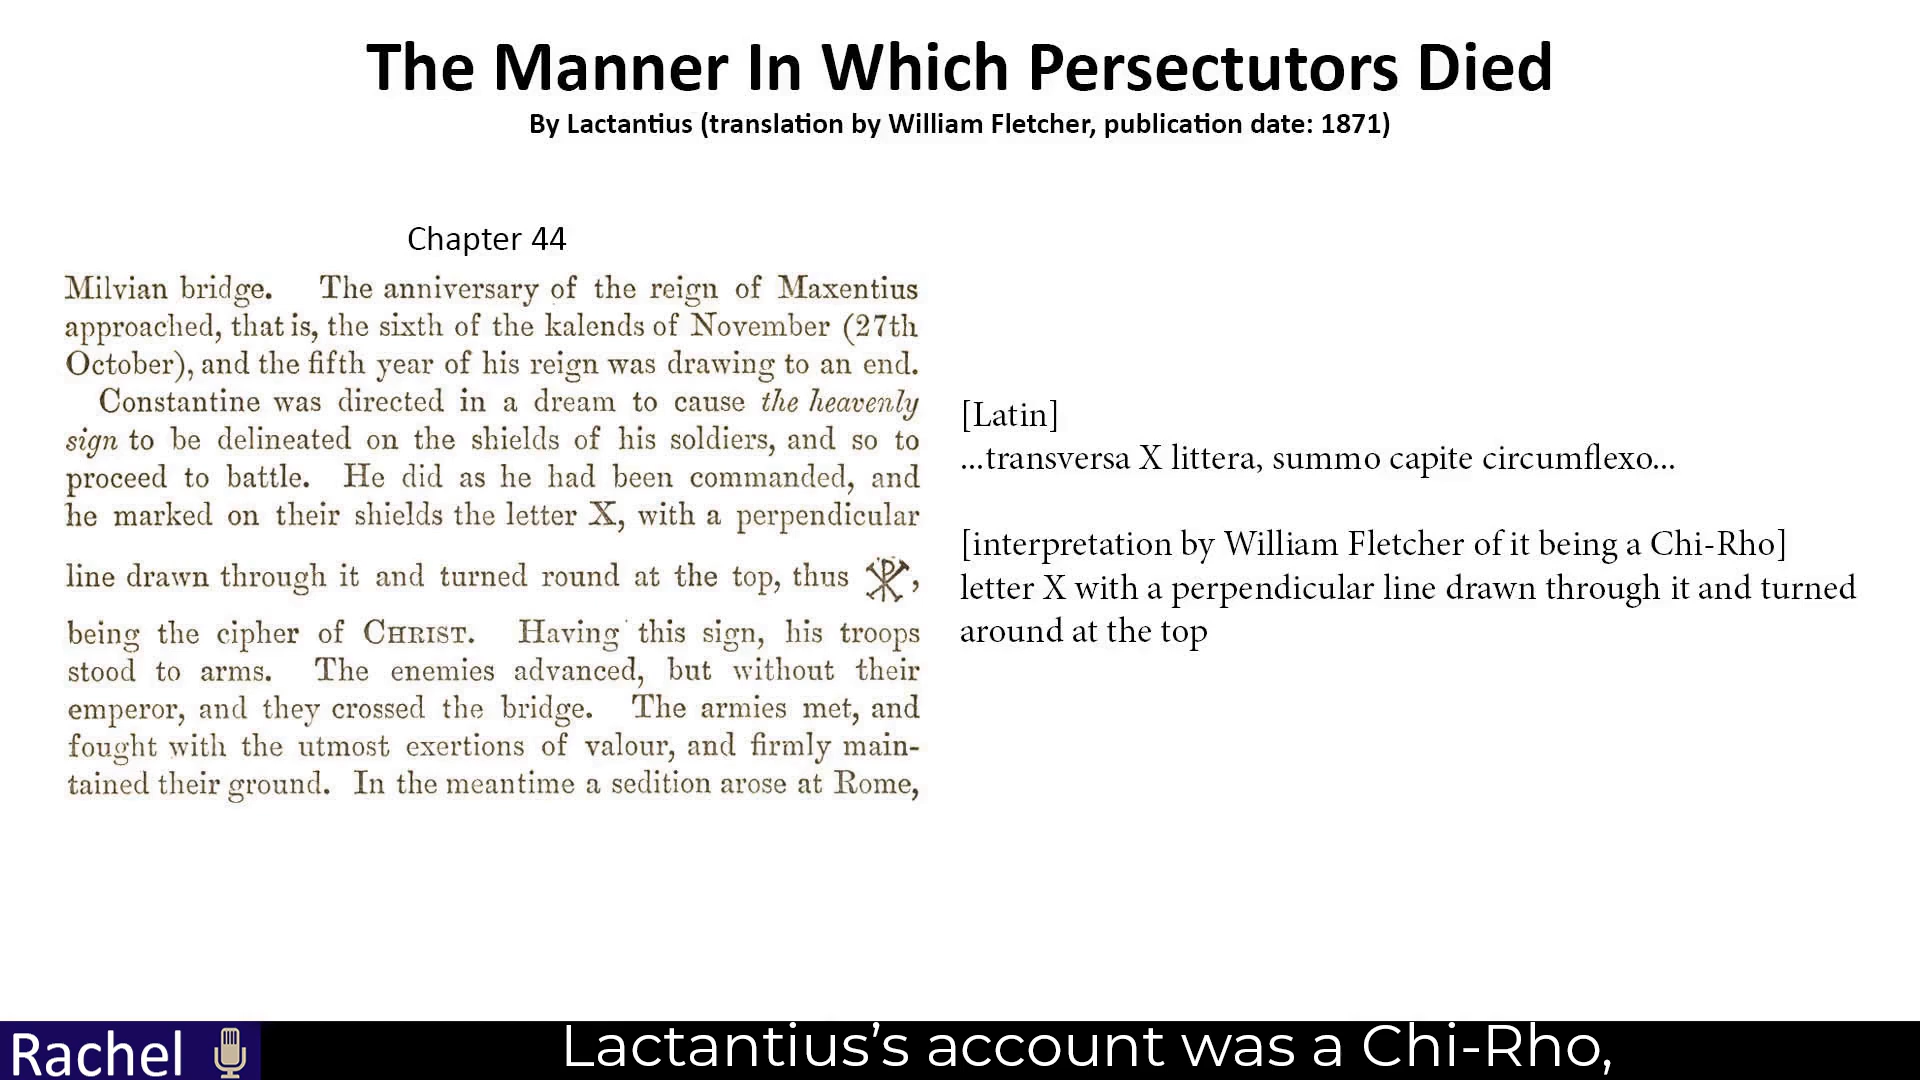 The Manner In Which Persectutors Died
By Lactantius (translation by William Fletcher, publication date: 1871)
Chapter 44
Milvian bridge. The anniversary of the reign of Maxentius
approached, that is, the sixth of the kalends of November (27th
October), and the fifth year of his reign was drawing to an end.
Constantine was directed in a dream to cause the heavenly
sign to be delineated on the shields of his soldiers, and so to
proceed to battle. He did as he had been commanded, and
he marked on their shields the letter X, with a perpendicular
line drawn through it and turned round at the top, thus ☧,
being the cipher of CHRIST. Having this sign, his troops
stood to arms. The enemies advanced, but without their
emperor, and they crossed the bridge. The armies met, and
fought with the utmost exertions of valour, and firmly main-
tained their ground. In the meantime a sedition arose at Rome,
[Latin]
...transversa X littera, summo capite circumflexo...
[interpretation by William Fletcher of it being a Chi-Rho]
letter X with a perpendicular line drawn through it and turned
around at the top
Rachel
Lactantius’s account was a Chi-Rho,